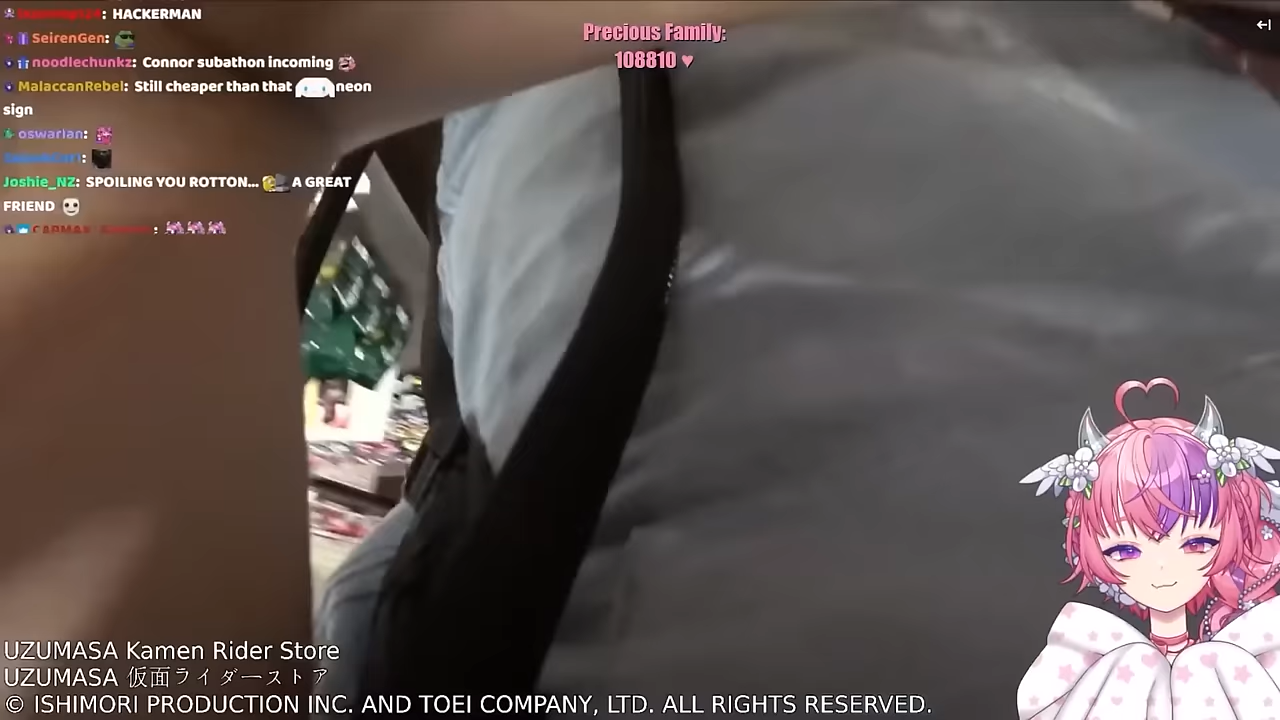 HACKERMAN
SeirenGen:
noodlechunkz: Connor subathon incoming
MalaccanRebel: Still cheaper than that neon
sign
oswarlan:
Joshie_NZ: SPOILING YOU ROTTON... A GREAT
FRIEND
Precious Family:
108810 ♥
UZUMASA Kamen Rider Store
UZUMASA 仮面ライダーストア
© ISHIMORI PRODUCTION INC. AND TOEI COMPANY, LTD. ALL RIGHTS RESERVED.